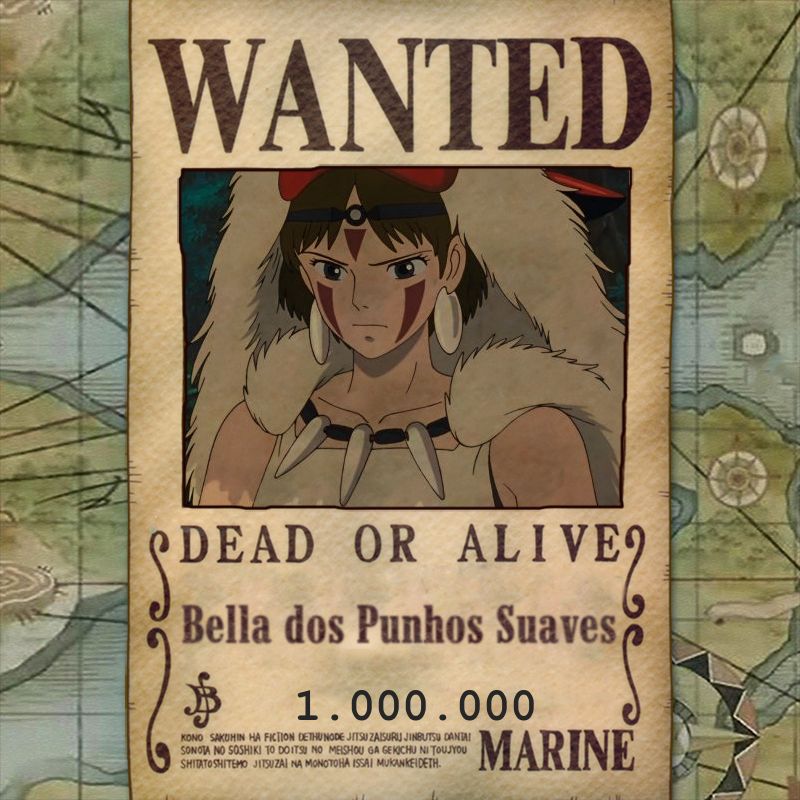 WANTED
DEAD OR ALIVE
Bella dos Punhos Suaves
1.000.000
KONO SAKUHIN HA FICTION DETHUNODE JITSUZAISURU JINBUTSU DANTAI
SONOTA NO SOSHIKI TO DOITSU NO MEISHOU GA GEKICHU NI TOUJYOU
SHITATOSHITEMO JITSUZAI NA MONOTOHA ISSAI MUKANKEIDETH.
MARINE